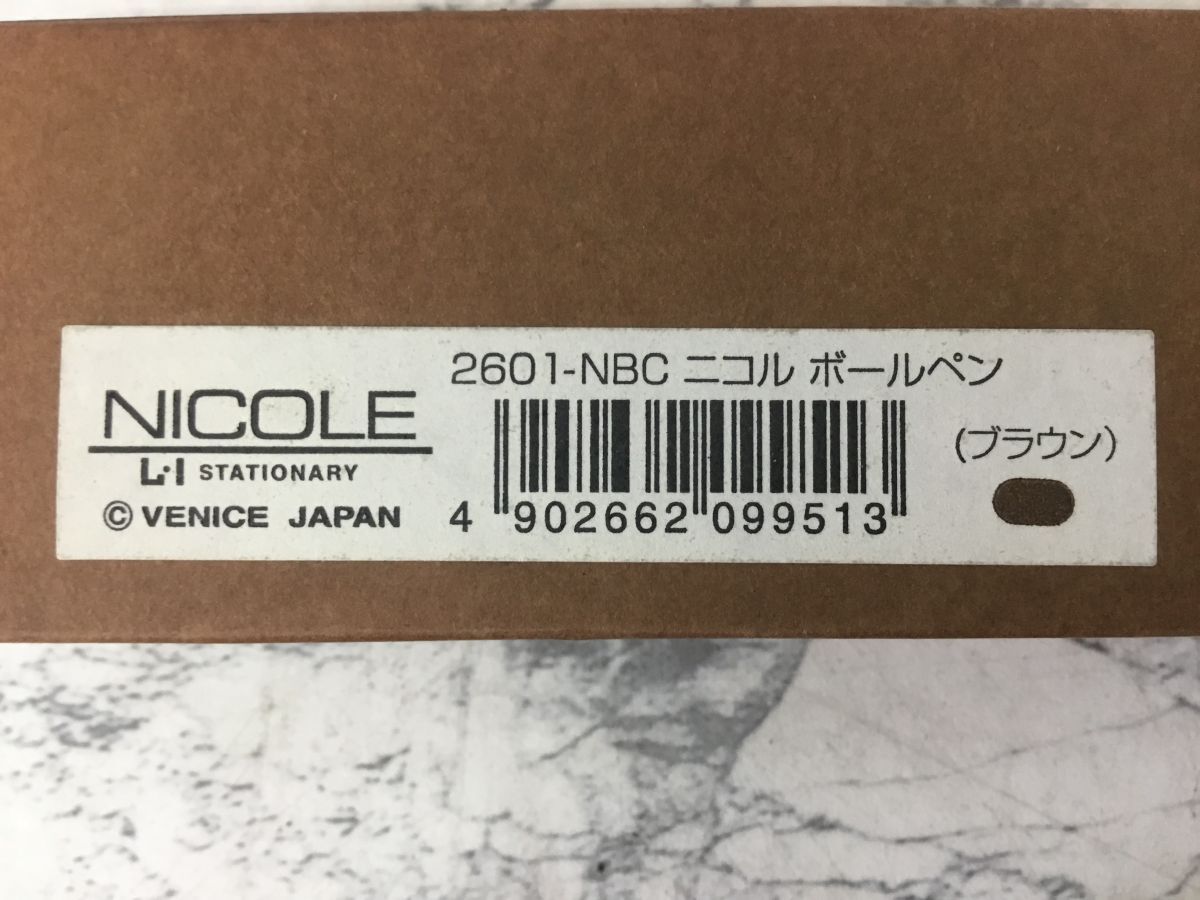 NICOLE
L·I STATIONARY
© VENICE JAPAN
2601-NBC ニコル ボールペン
4 902662 099513
(ブラウン)